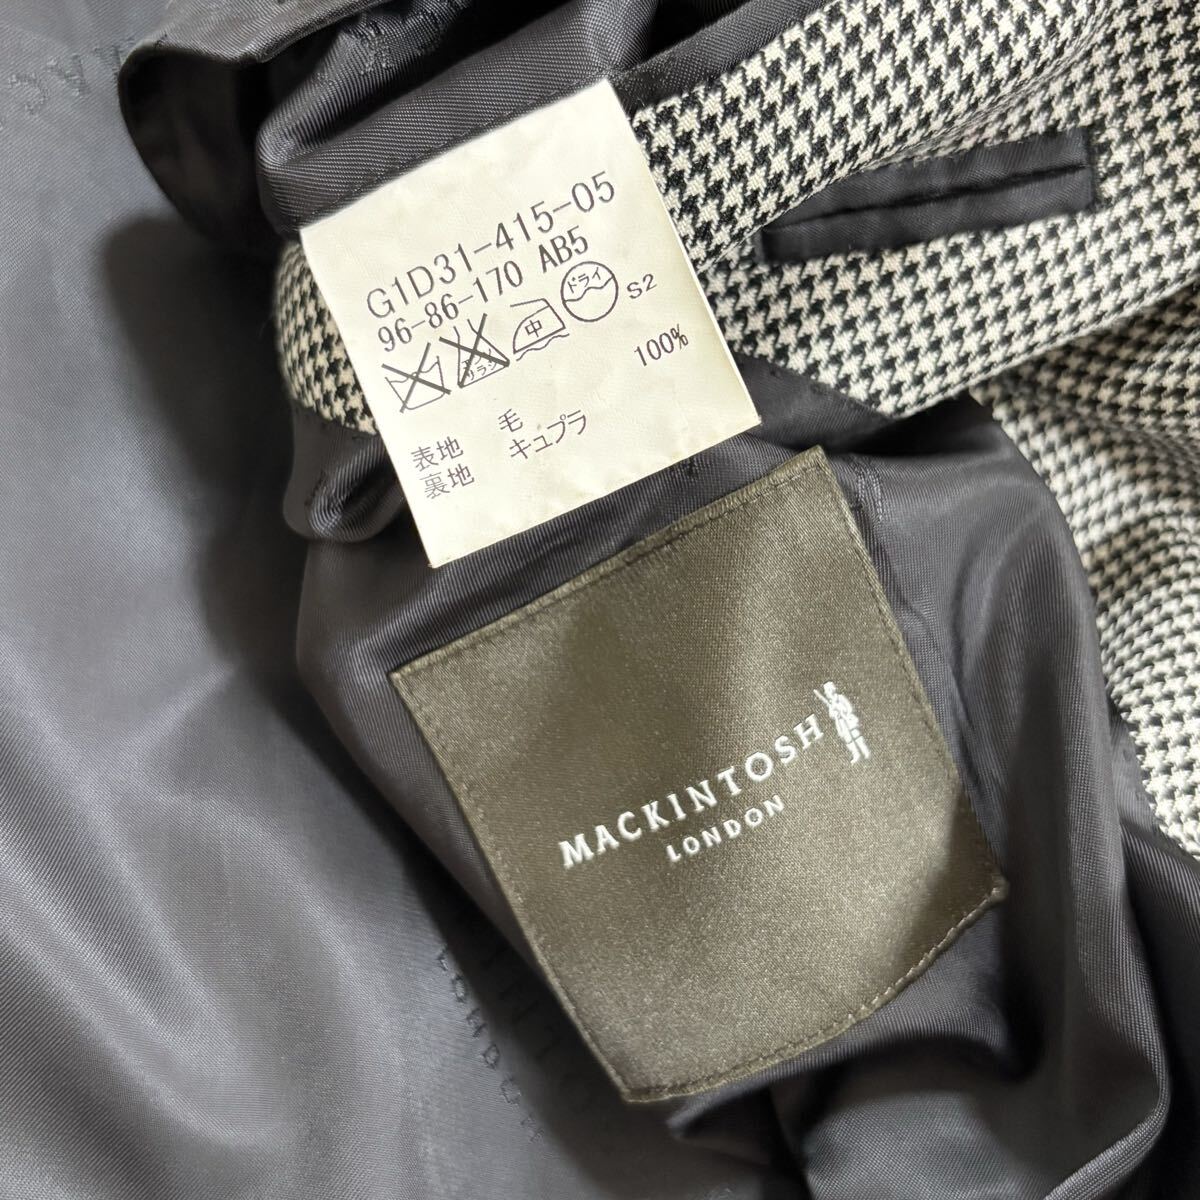 G1D31-415-05
96-86-170 AB5
中 ドライ S2
100%
表地 毛
裏地 キュプラ
MACKINTOSH
LONDON
LONDON